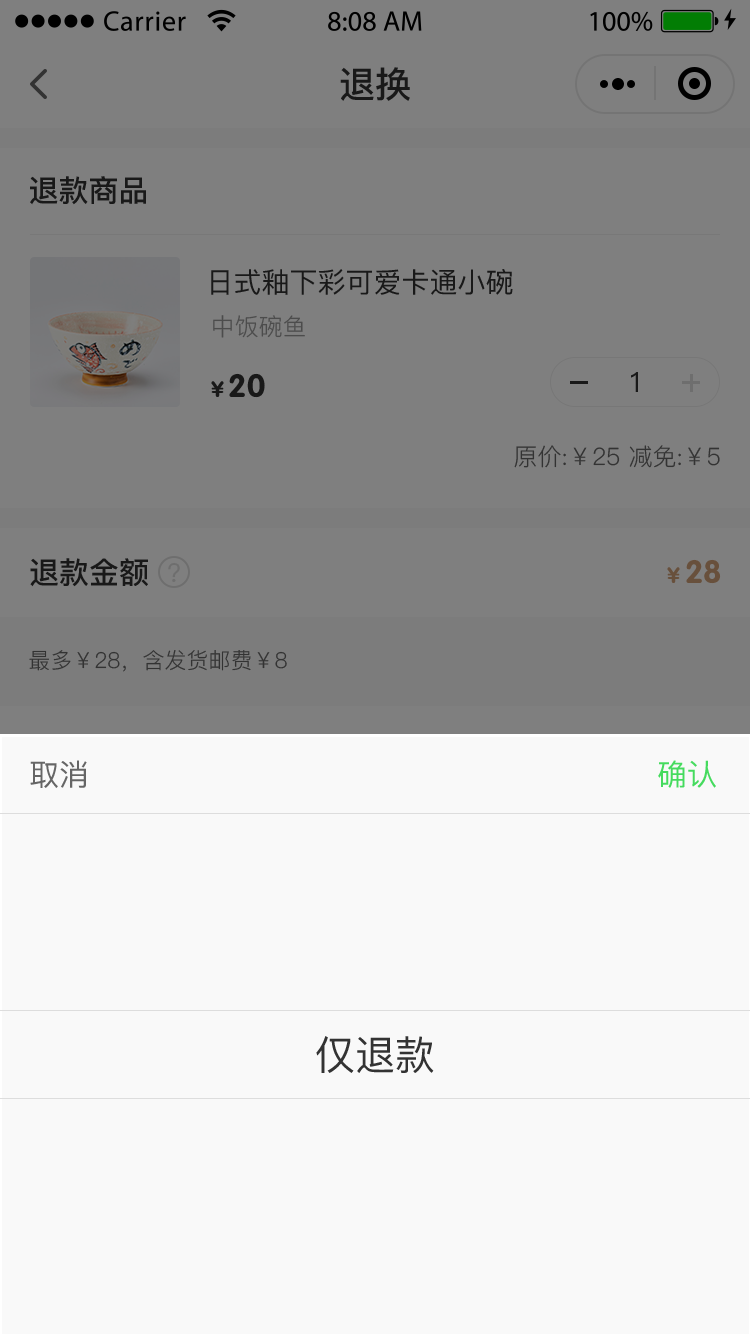 Carrier 8:08 AM 100%
退换
退款商品
日式釉下彩可爱卡通小碗
中饭碗鱼
¥20
1
原价:¥25 减免:¥5
退款金额 ? ¥28
最多¥28，含发货邮费¥8
取消 确认
仅退款